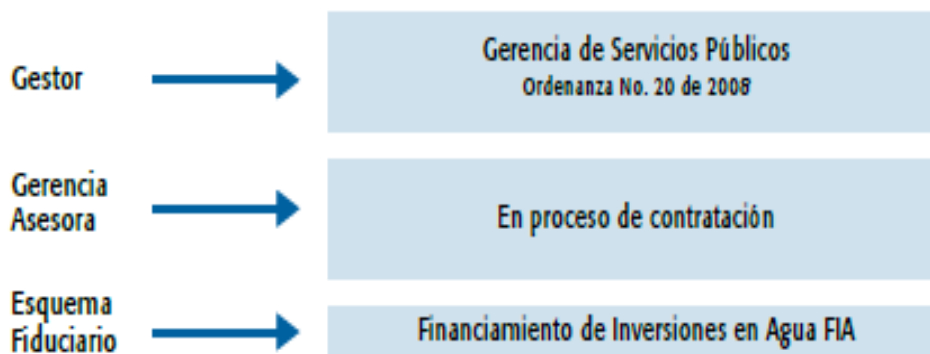 Gestor
Gerencia de Servicios Públicos
Ordenanza No. 20 de 2008
Gerencia
Asesora
En proceso de contratación
Esquema
Fiduciario
Financiamiento de Inversiones en Agua FIA